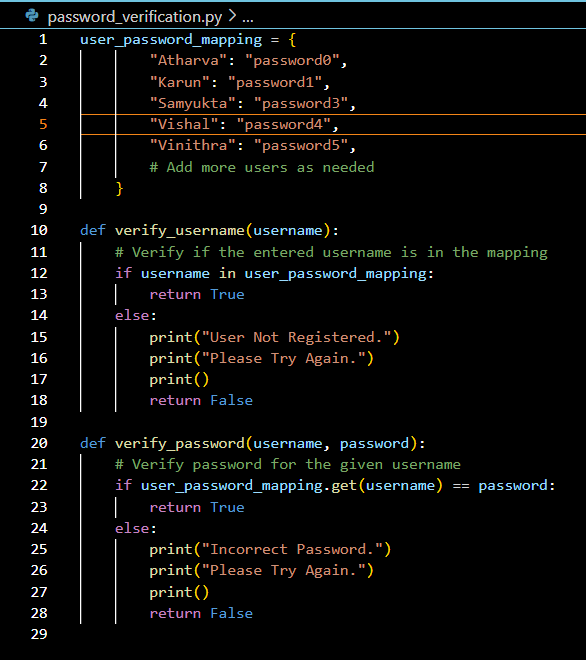 password_verification.py > ...
1 user_password_mapping = {
2         "Atharva": "password0",
3         "Karun": "password1",
4         "Samyukta": "password3",
5         "Vishal": "password4",
6         "Vinithra": "password5",
7         # Add more users as needed
8     }
9
10 def verify_username(username):
11     # Verify if the entered username is in the mapping
12     if username in user_password_mapping:
13         return True
14     else:
15         print("User Not Registered.")
16         print("Please Try Again.")
17         print()
18         return False
19
20 def verify_password(username, password):
21     # Verify password for the given username
22     if user_password_mapping.get(username) == password:
23         return True
24     else:
25         print("Incorrect Password.")
26         print("Please Try Again.")
27         print()
28         return False
29